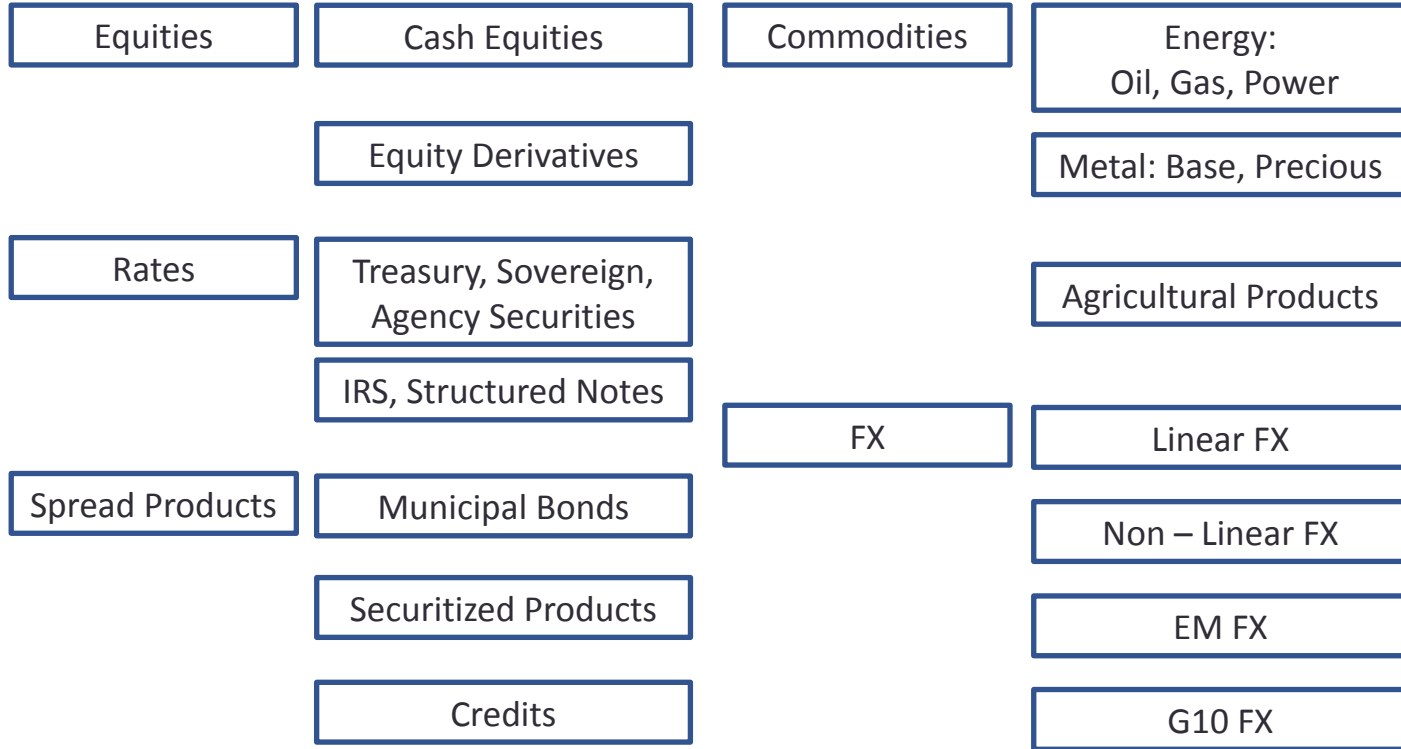 Equities
Cash Equities
Equity Derivatives
Rates
Treasury, Sovereign,
Agency Securities
IRS, Structured Notes
Spread Products
Municipal Bonds
Securitized Products
Credits
Commodities
Energy:
Oil, Gas, Power
Metal: Base, Precious
Agricultural Products
FX
Linear FX
Non – Linear FX
EM FX
G10 FX